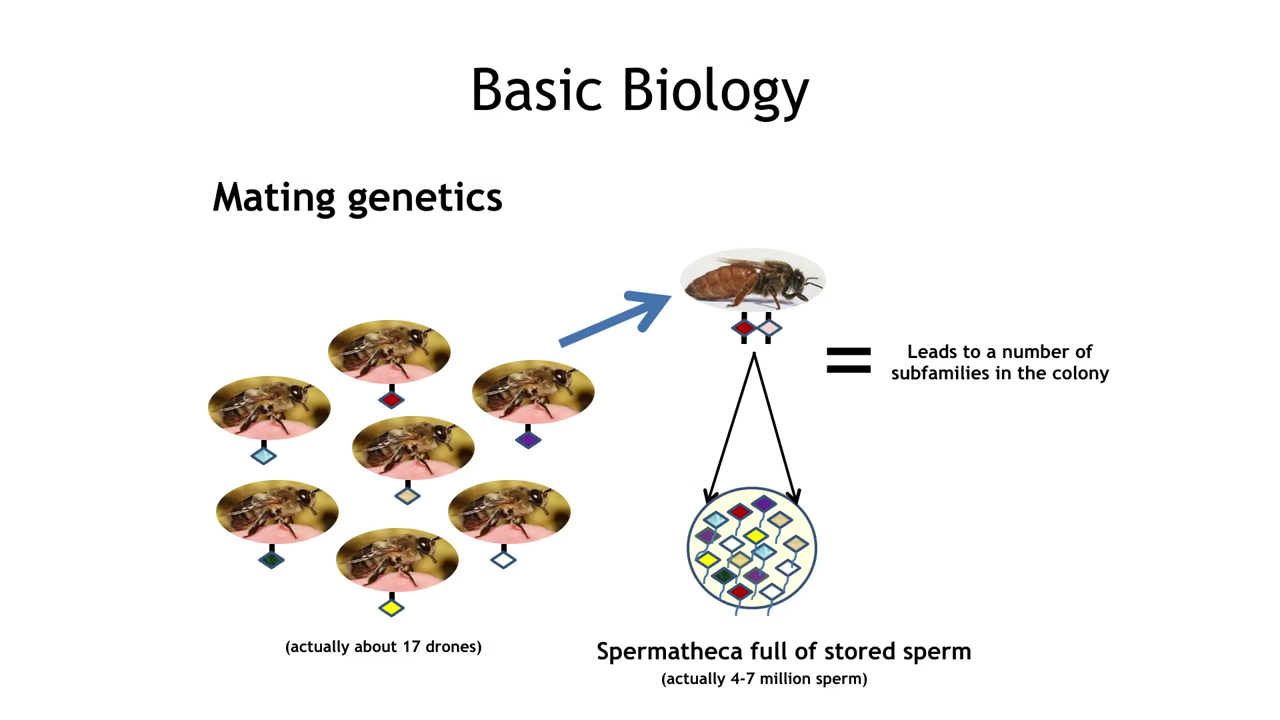 Basic Biology
Mating genetics
Leads to a number of
subfamilies in the colony
(actually about 17 drones)
Spermatheca full of stored sperm
(actually 4-7 million sperm)